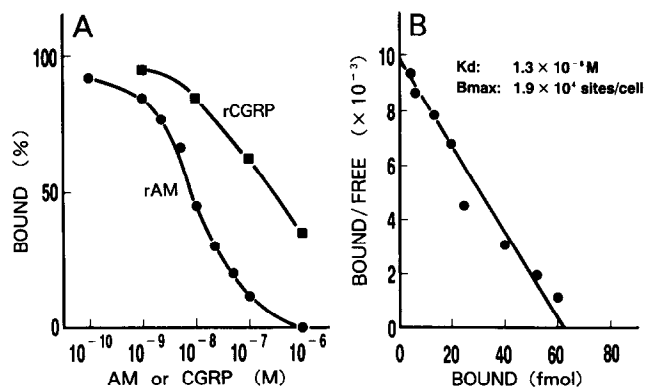 A
100
50
0
BOUND (%)
rCGRP
rAM
10⁻¹⁰ 10⁻⁹ 10⁻⁸ 10⁻⁷ 10⁻⁶
AM or CGRP (M)
B
Kd: 1.3 × 10⁻⁸ M
Bmax: 1.9 × 10⁴ sites/cell
10
8
6
4
2
0
BOUND/FREE (×10⁻³)
0 20 40 60 80
BOUND (fmol)